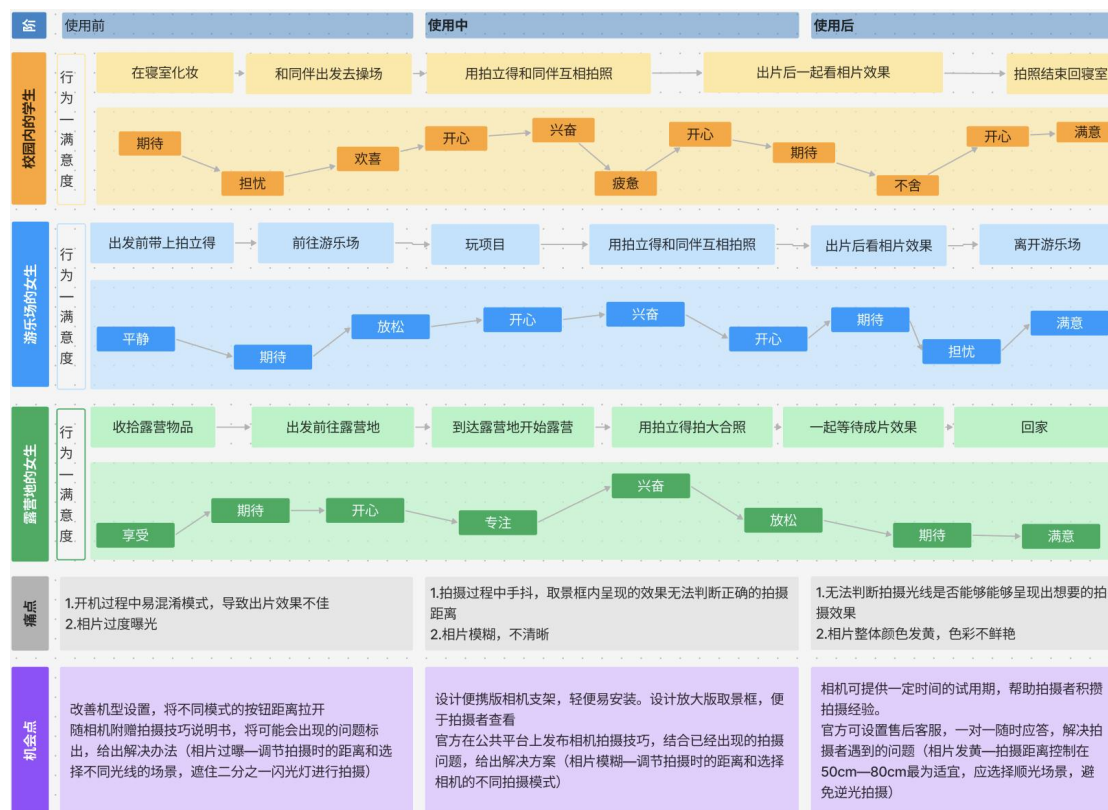 阶
使用前
使用中
使用后
校园内的学生
行为—满意度
在寝室化妆
和同伴出发去操场
用拍立得和同伴互相拍照
出片后一起看相片效果
拍照结束回寝室
期待
担忧
欢喜
开心
兴奋
疲惫
开心
期待
不舍
开心
满意
游乐场的女生
行为—满意度
出发前带上拍立得
前往游乐场
玩项目
用拍立得和同伴互相拍照
出片后看相片效果
离开游乐场
平静
期待
放松
开心
兴奋
开心
期待
担忧
满意
露营地的女生
行为—满意度
收拾露营物品
出发前往露营地
到达露营地开始露营
用拍立得拍大合照
一起等待成片效果
回家
享受
期待
开心
专注
兴奋
放松
期待
满意
痛点
1.开机过程中易混淆模式，导致出片效果不佳
2.相片过度曝光
1.拍摄过程中手抖，取景框内呈现的效果无法判断正确的拍摄
距离
2.相片模糊，不清晰
1.无法判断拍摄光线是否能够能够呈现出想要的拍
摄效果
2.相片整体颜色发黄，色彩不鲜艳
机会点
改善机型设置，将不同模式的按钮距离拉开
随相机附赠拍摄技巧说明书，将可能会出现的问题标
出，给出解决办法（相片过曝—调节拍摄时的距离和选
择不同光线的场景，遮住二分之一闪光灯进行拍摄）
设计便携版相机支架，轻便易安装。设计放大版取景框，便
于拍摄者查看
官方在公共平台上发布相机拍摄技巧，结合已经出现的拍摄
问题，给出解决方案（相片模糊—调节拍摄时的距离和选择
相机的不同拍摄模式）
相机可提供一定时间的试用期，帮助拍摄者积攒
拍摄经验。
官方可设置售后客服，一对一随时应答，解决拍
摄者遇到的问题（相片发黄—拍摄距离控制在
50cm—80cm最为适宜，应选择顺光场景，避
免逆光拍摄）